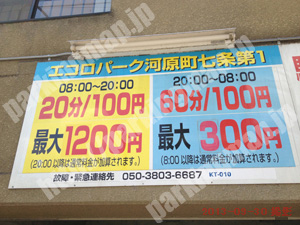 エコロパーク河原町七条第1
08:00~20:00
20分/100円
最大1200円
(20:00以降は通常料金が加算されます。)
20:00~08:00
60分/100円
最大 300円
(8:00以降は通常料金が加算されます。)
故障・緊急連絡先 050-3803-6687 KT-010